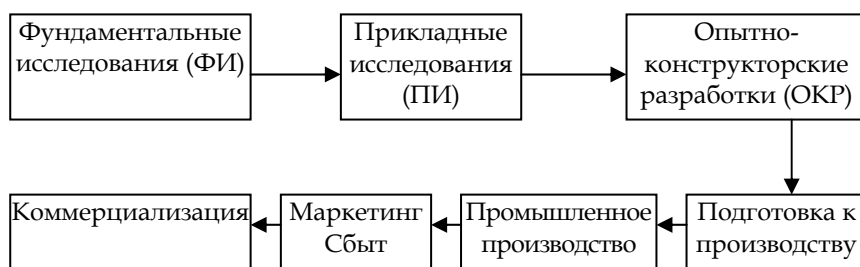 Фундаментальные
исследования (ФИ)
Прикладные
исследования
(ПИ)
Опытно-
конструкторские
разработки (ОКР)
Коммерциализация
Маркетинг
Сбыт
Промышленное
производство
Подготовка к
производству